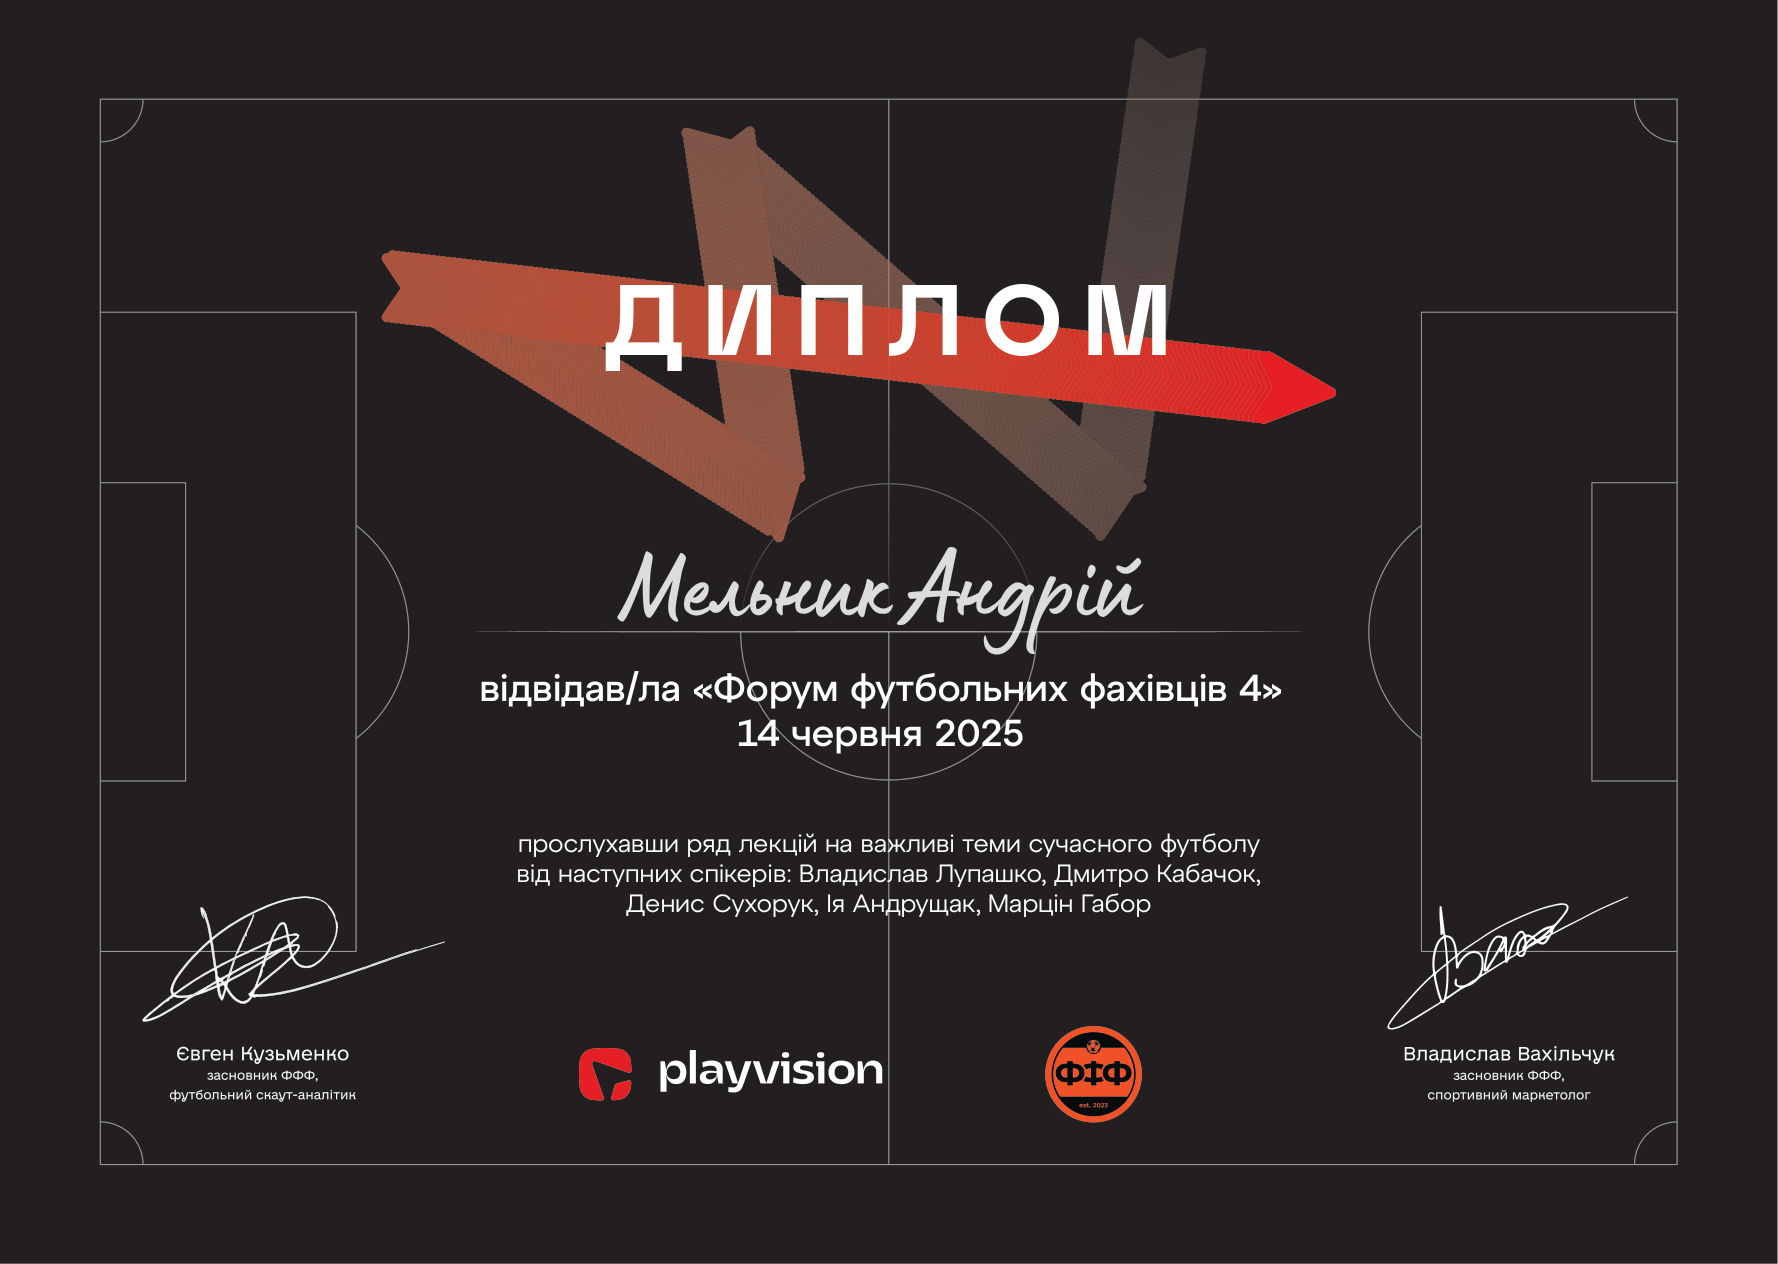 ДИПЛОМ
Мельник Андрій
відвідав/ла «Форум футбольних фахівців 4»
14 червня 2025
прослухавши ряд лекцій на важливі теми сучасного футболу
від наступних спікерів: Владислав Лупашко, Дмитро Кабачок,
Денис Сухорук, Ія Андрущак, Марцін Габор
Євген Кузьменко
засновник ФФФ,
футбольний скаут-аналітик
playvision
ФІФ
est. 2023
Владислав Вахільчук
засновник ФФФ,
спортивний маркетолог